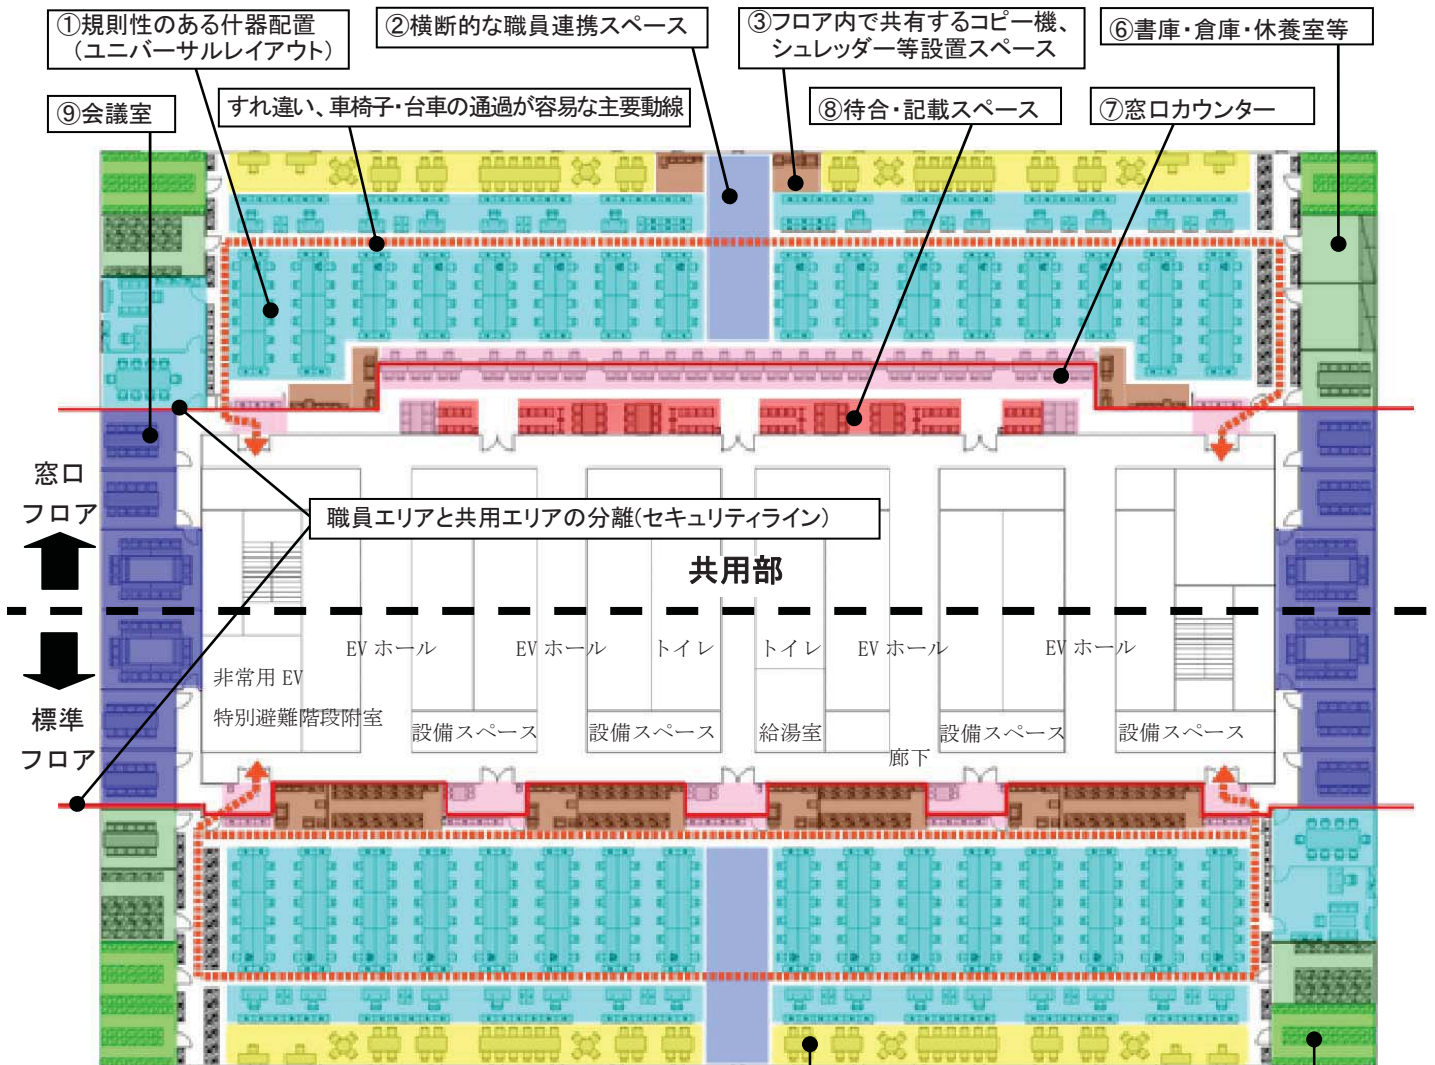 ①規則性のある什器配置
（ユニバーサルレイアウト）
②横断的な職員連携スペース
③フロア内で共有するコピー機、
シュレッダー等設置スペース
⑥書庫・倉庫・休養室等
⑨会議室
すれ違い、車椅子・台車の通過が容易な主要動線
⑧待合・記載スペース
⑦窓口カウンター
窓口
フロア
職員エリアと共用エリアの分離(セキュリティライン)
共用部
標準
フロア
EV ホール
EV ホール
トイレ
トイレ
EV ホール
EV ホール
非常用 EV
特別避難階段附室
設備スペース
設備スペース
給湯室
設備スペース
設備スペース
廊下